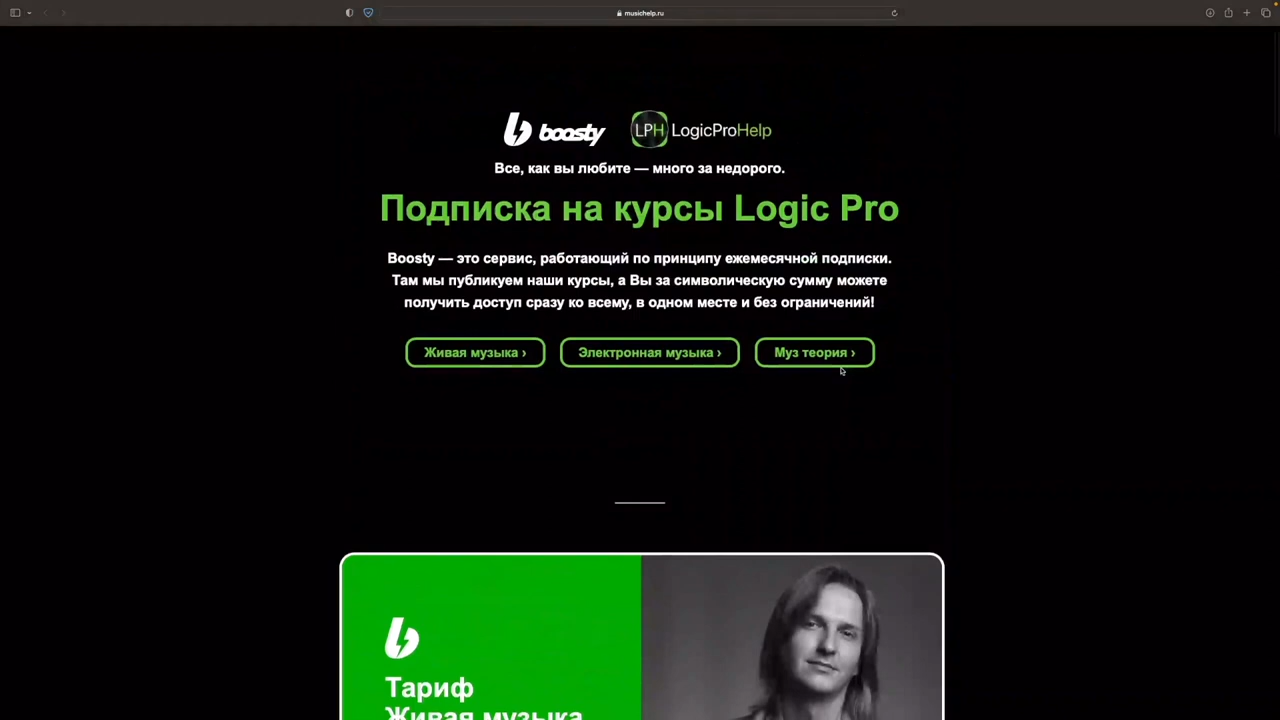 musichelp.ru
boosty
LPH LogicProHelp
Все, как вы любите — много за недорого.
Подписка на курсы Logic Pro
Boosty — это сервис, работающий по принципу ежемесячной подписки.
Там мы публикуем наши курсы, а Вы за символическую сумму можете
получить доступ сразу ко всему, в одном месте и без ограничений!
Живая музыка › Электронная музыка › Муз теория ›
Тариф
Живая музыка